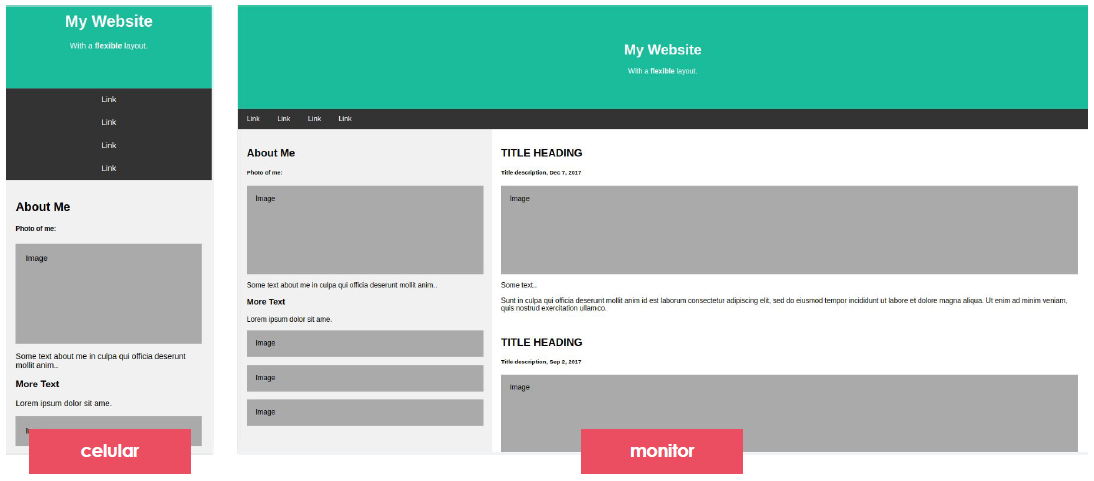 My Website
With a flexible layout.
Link
Link
Link
Link
About Me
Photo of me:
Image
Some text about me in culpa qui officia deserunt
mollit anim..
More Text
Lorem ipsum dolor sit ame.
celular
My Website
With a flexible layout.
Link Link Link Link
About Me
Photo of me:
Image
Some text about me in culpa qui officia deserunt mollit anim..
More Text
Lorem ipsum dolor sit ame.
Image
Image
Image
TITLE HEADING
Title description, Dec 7, 2017
Image
Some text..
Sunt in culpa qui officia deserunt mollit anim id est laborum consectetur adipiscing elit, sed do eiusmod tempor incididunt ut labore et dolore magna aliqua. Ut enim ad minim veniam,
quis nostrud exercitation ullamco.
TITLE HEADING
Title description, Sep 2, 2017
Image
monitor